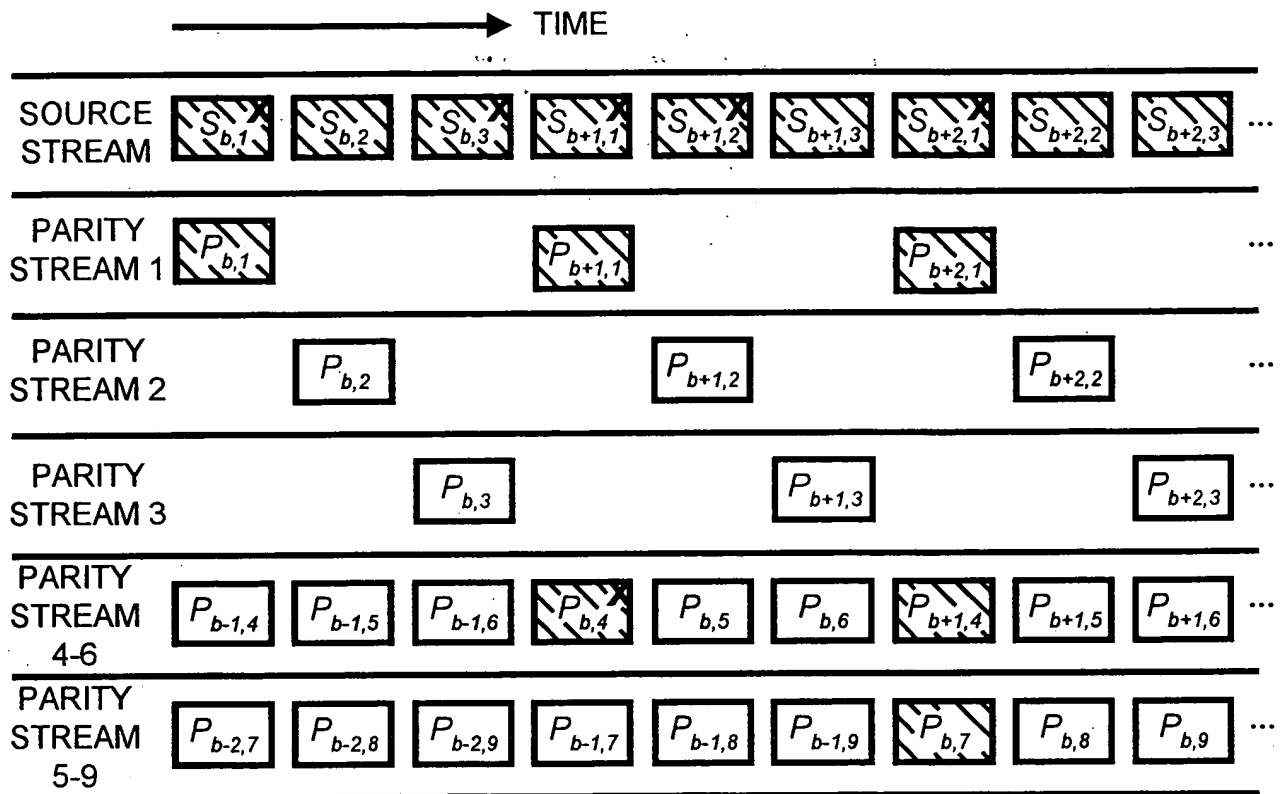 TIME
SOURCE STREAM S_b,1 X S_b,2 S_b,3 X S_b+1,1 X S_b+1,2 X S_b+1,3 S_b+2,1 X S_b+2,2 S_b+2,3 ...
PARITY STREAM 1 P_b,1 P_b+1,1 P_b+2,1 ...
PARITY STREAM 2 P_b,2 P_b+1,2 P_b+2,2 ...
PARITY STREAM 3 P_b,3 P_b+1,3 P_b+2,3 ...
PARITY STREAM 4-6 P_b-1,4 P_b-1,5 P_b-1,6 P_b,4 X P_b,5 P_b,6 P_b+1,4 P_b+1,5 P_b+1,6 ...
PARITY STREAM 5-9 P_b-2,7 P_b-2,8 P_b-2,9 P_b-1,7 P_b-1,8 P_b-1,9 P_b,7 P_b,8 P_b,9 ...